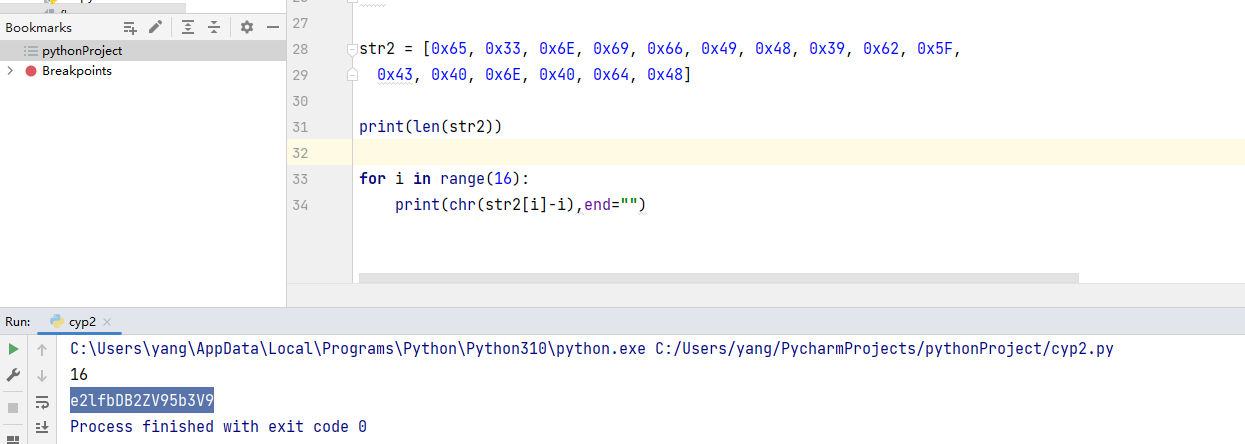 Bookmarks
pythonProject
Breakpoints
27
28 str2 = [0x65, 0x33, 0x6E, 0x69, 0x66, 0x49, 0x48, 0x39, 0x62, 0x5F,
29 0x43, 0x40, 0x6E, 0x40, 0x64, 0x48]
30
31 print(len(str2))
32
33 for i in range(16):
34 print(chr(str2[i]-i),end="")
Run: cyp2
C:\Users\yang\AppData\Local\Programs\Python\Python310\python.exe C:/Users/yang/PycharmProjects/pythonProject/cyp2.py
16
e2lfbDB2ZV95b3V9
Process finished with exit code 0